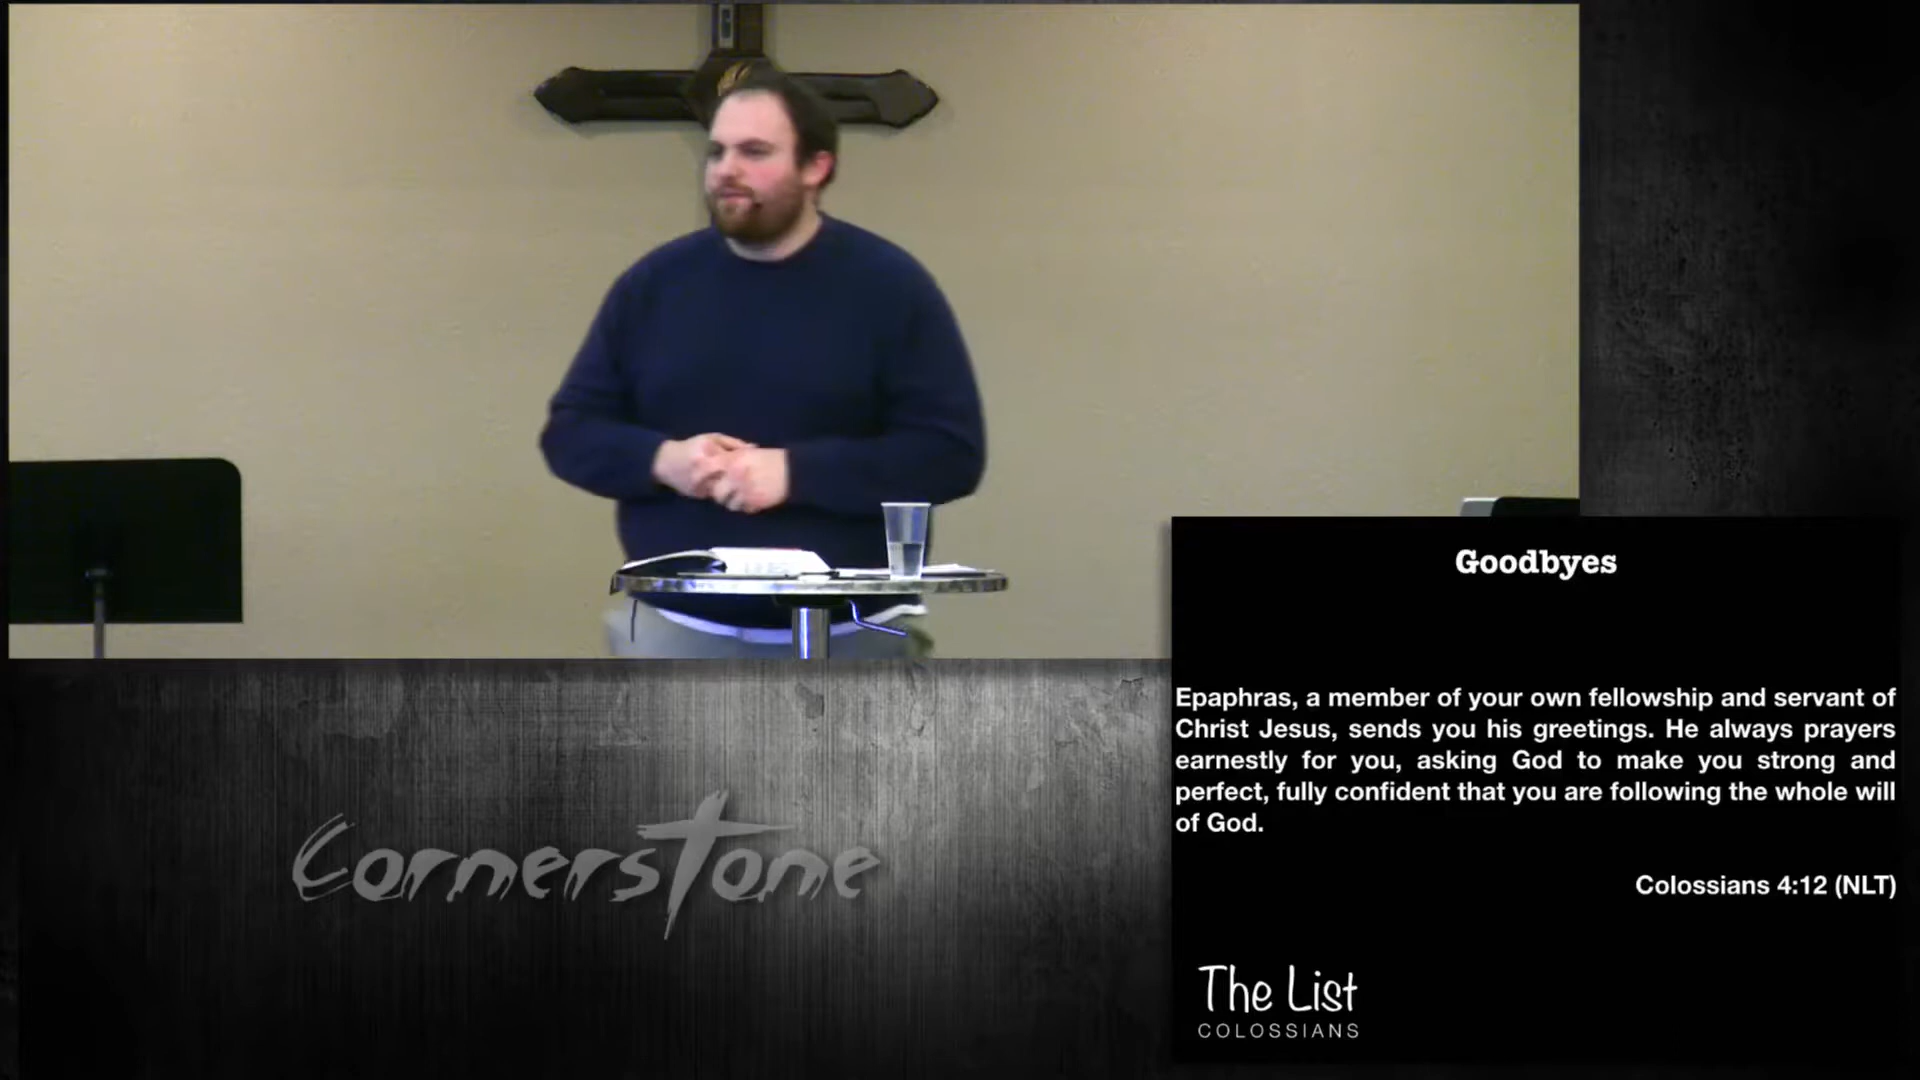 Goodbyes
Epaphras, a member of your own fellowship and servant of
Christ Jesus, sends you his greetings. He always prayers
earnestly for you, asking God to make you strong and
perfect, fully confident that you are following the whole will
of God.
Colossians 4:12 (NLT)
Cornerstone
The List
COLOSSIANS